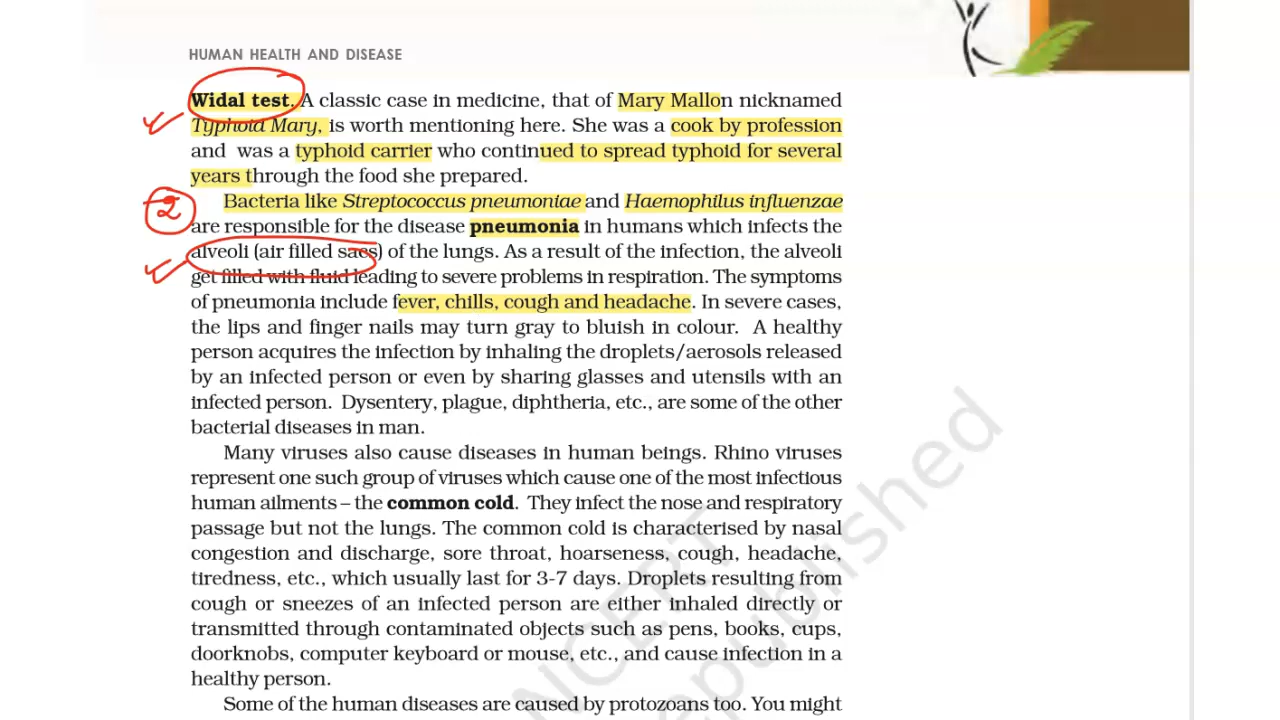 HUMAN HEALTH AND DISEASE
Widal test. A classic case in medicine, that of Mary Mallon nicknamed
Typhoid Mary, is worth mentioning here. She was a cook by profession
and was a typhoid carrier who continued to spread typhoid for several
years through the food she prepared.
2
Bacteria like Streptococcus pneumoniae and Haemophilus influenzae
are responsible for the disease pneumonia in humans which infects the
alveoli (air filled sacs) of the lungs. As a result of the infection, the alveoli
get filled with fluid leading to severe problems in respiration. The symptoms
of pneumonia include fever, chills, cough and headache. In severe cases,
the lips and finger nails may turn gray to bluish in colour. A healthy
person acquires the infection by inhaling the droplets/aerosols released
by an infected person or even by sharing glasses and utensils with an
infected person. Dysentery, plague, diphtheria, etc., are some of the other
bacterial diseases in man.
Many viruses also cause diseases in human beings. Rhino viruses
represent one such group of viruses which cause one of the most infectious
human ailments – the common cold. They infect the nose and respiratory
passage but not the lungs. The common cold is characterised by nasal
congestion and discharge, sore throat, hoarseness, cough, headache,
tiredness, etc., which usually last for 3-7 days. Droplets resulting from
cough or sneezes of an infected person are either inhaled directly or
transmitted through contaminated objects such as pens, books, cups,
doorknobs, computer keyboard or mouse, etc., and cause infection in a
healthy person.
Some of the human diseases are caused by protozoans too. You might
NCERT
republished